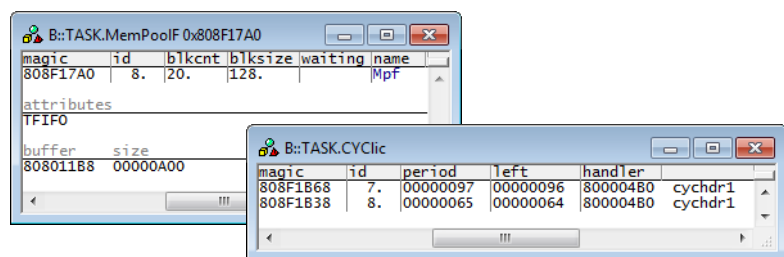 B::TASK.MemPoolF 0x808F17A0
magic id blkcnt blksize waiting name
808F17A0 8. 20. 128. Mpf
attributes
TFIFO
buffer size
808011B8 00000A00
B::TASK.CYClic
magic id period left handler
808F1B68 7. 00000097 00000096 800004B0 cychdr1
808F1B38 8. 00000065 00000064 800004B0 cychdr1